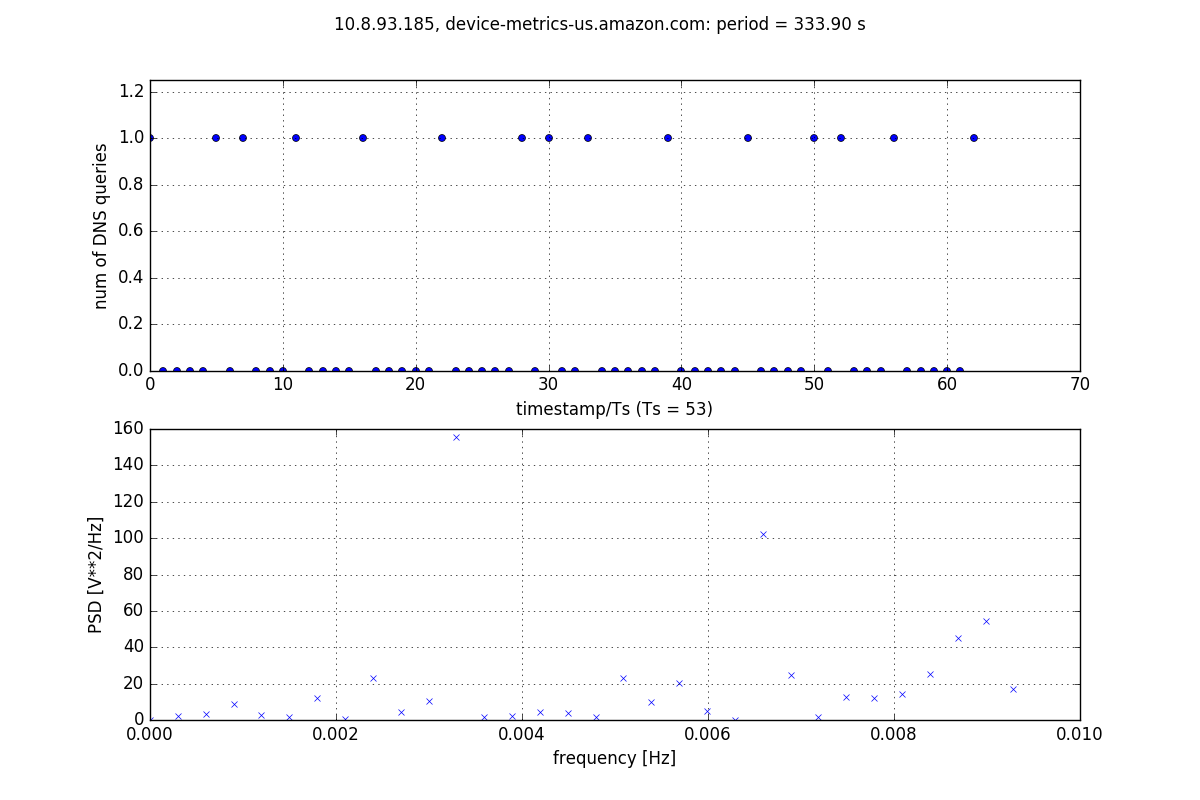 10.8.93.185, device-metrics-us.amazon.com: period = 333.90 s
1.2
1.0
0.8
0.6
0.4
0.2
0.0
num of DNS queries
0 10 20 30 40 50 60 70
timestamp/Ts (Ts = 53)
160
140
120
100
80
60
40
20
0
PSD [V**2/Hz]
0.000 0.002 0.004 0.006 0.008 0.010
frequency [Hz]